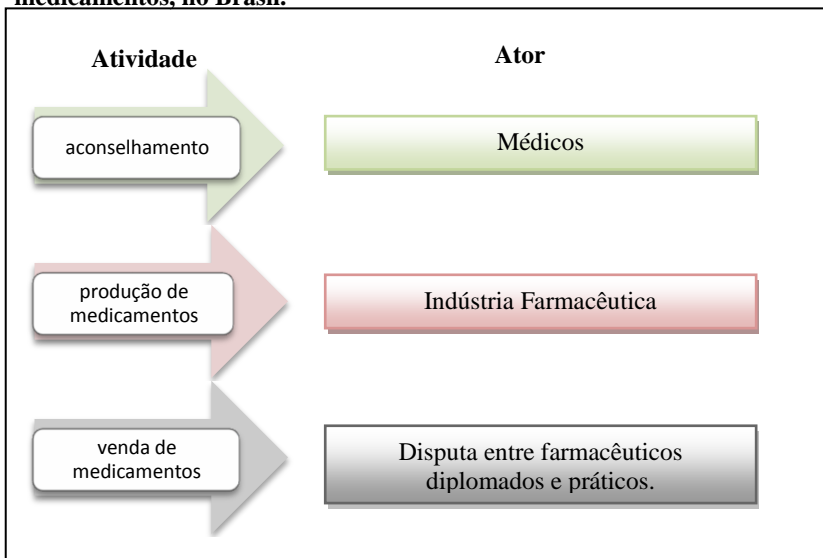 medicamentos, no Brasil.
Atividade
Ator
aconselhamento
Médicos
produção de
medicamentos
Indústria Farmacêutica
venda de
medicamentos
Disputa entre farmacêuticos
diplomados e práticos.